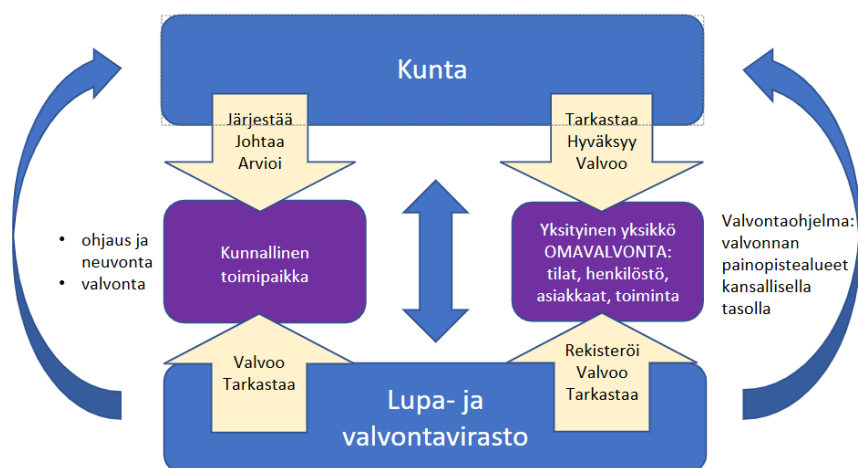 Kunta
Järjestää
Johtaa
Arvioi
Tarkastaa
Hyväksyy
Valvoo
• ohjaus ja
neuvonta
• valvonta
Kunnallinen
toimipaikka
Yksityinen yksikkö
OMAVALVONTA:
tilat, henkilöstö,
asiakkaat, toiminta
Valvontaohjelma:
valvonnan
painopistealueet
kansallisella
tasolla
Valvoo
Tarkastaa
Rekisteröi
Valvoo
Tarkastaa
Lupa- ja
valvontavirasto